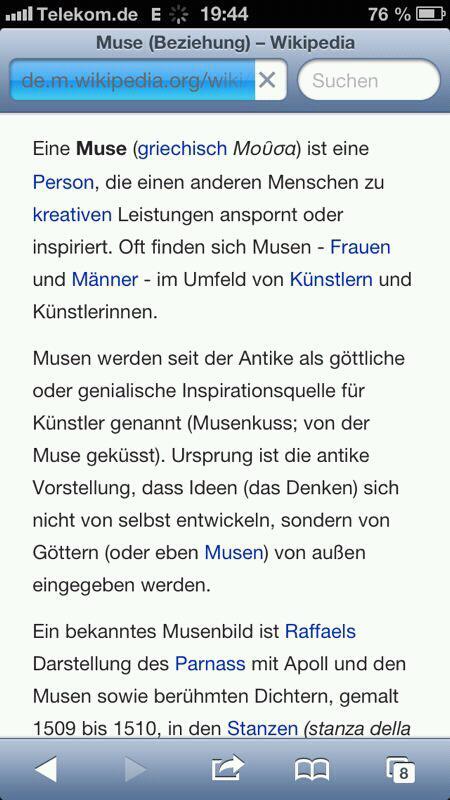 Telekom.de E 19:44 76 %
Muse (Beziehung) – Wikipedia
de.m.wikipedia.org/wiki/ Suchen
Eine Muse (griechisch Μοῦσα) ist eine
Person, die einen anderen Menschen zu
kreativen Leistungen anspornt oder
inspiriert. Oft finden sich Musen - Frauen
und Männer - im Umfeld von Künstlern und
Künstlerinnen.
Musen werden seit der Antike als göttliche
oder genialische Inspirationsquelle für
Künstler genannt (Musenkuss; von der
Muse geküsst). Ursprung ist die antike
Vorstellung, dass Ideen (das Denken) sich
nicht von selbst entwickeln, sondern von
Göttern (oder eben Musen) von außen
eingegeben werden.
Ein bekanntes Musenbild ist Raffaels
Darstellung des Parnass mit Apoll und den
Musen sowie berühmten Dichtern, gemalt
1509 bis 1510, in den Stanzen (stanza della
8